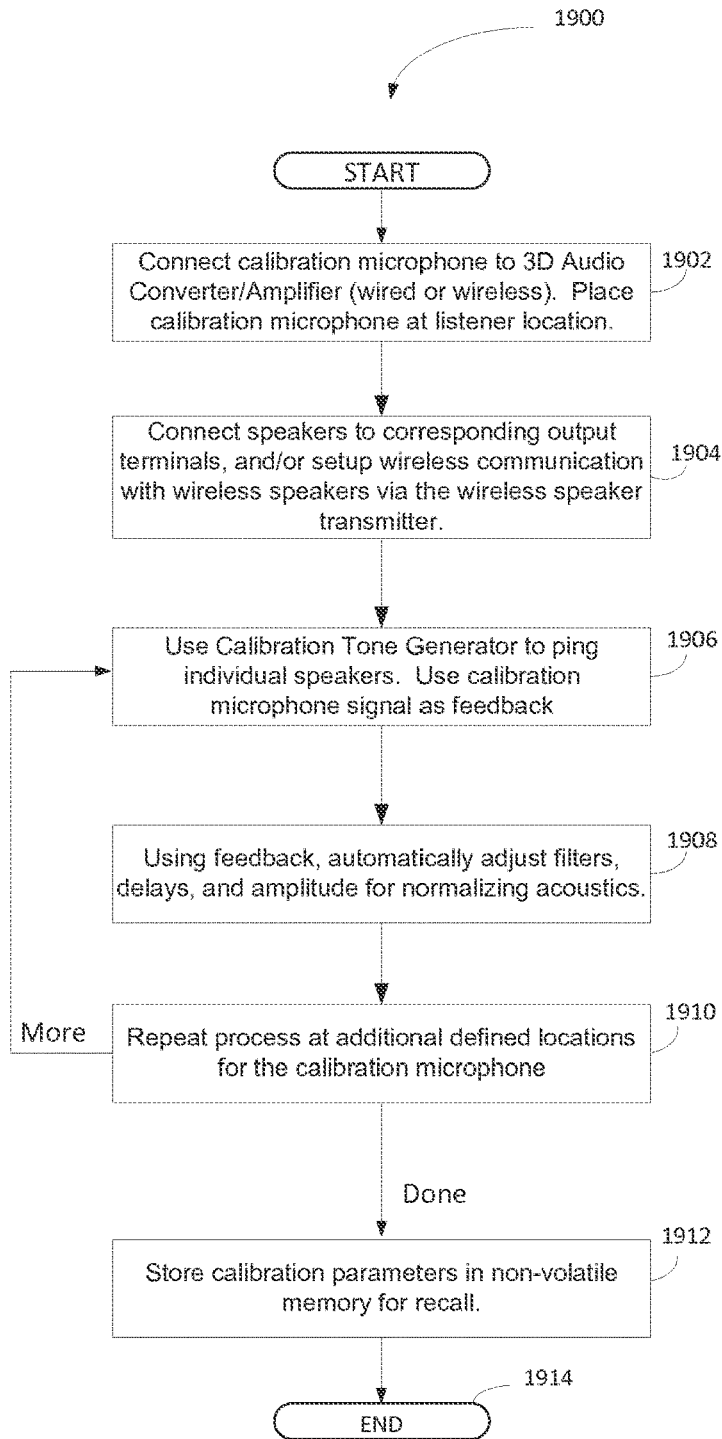 1900
START
Connect calibration microphone to 3D Audio
Converter/Amplifier (wired or wireless). Place
calibration microphone at listener location.
1902
Connect speakers to corresponding output
terminals, and/or setup wireless communication
with wireless speakers via the wireless speaker
transmitter.
1904
Use Calibration Tone Generator to ping
individual speakers. Use calibration
microphone signal as feedback
1906
Using feedback, automatically adjust filters,
delays, and amplitude for normalizing acoustics.
1908
More
Repeat process at additional defined locations
for the calibration microphone
1910
Done
Store calibration parameters in non-volatile
memory for recall.
1912
END
1914